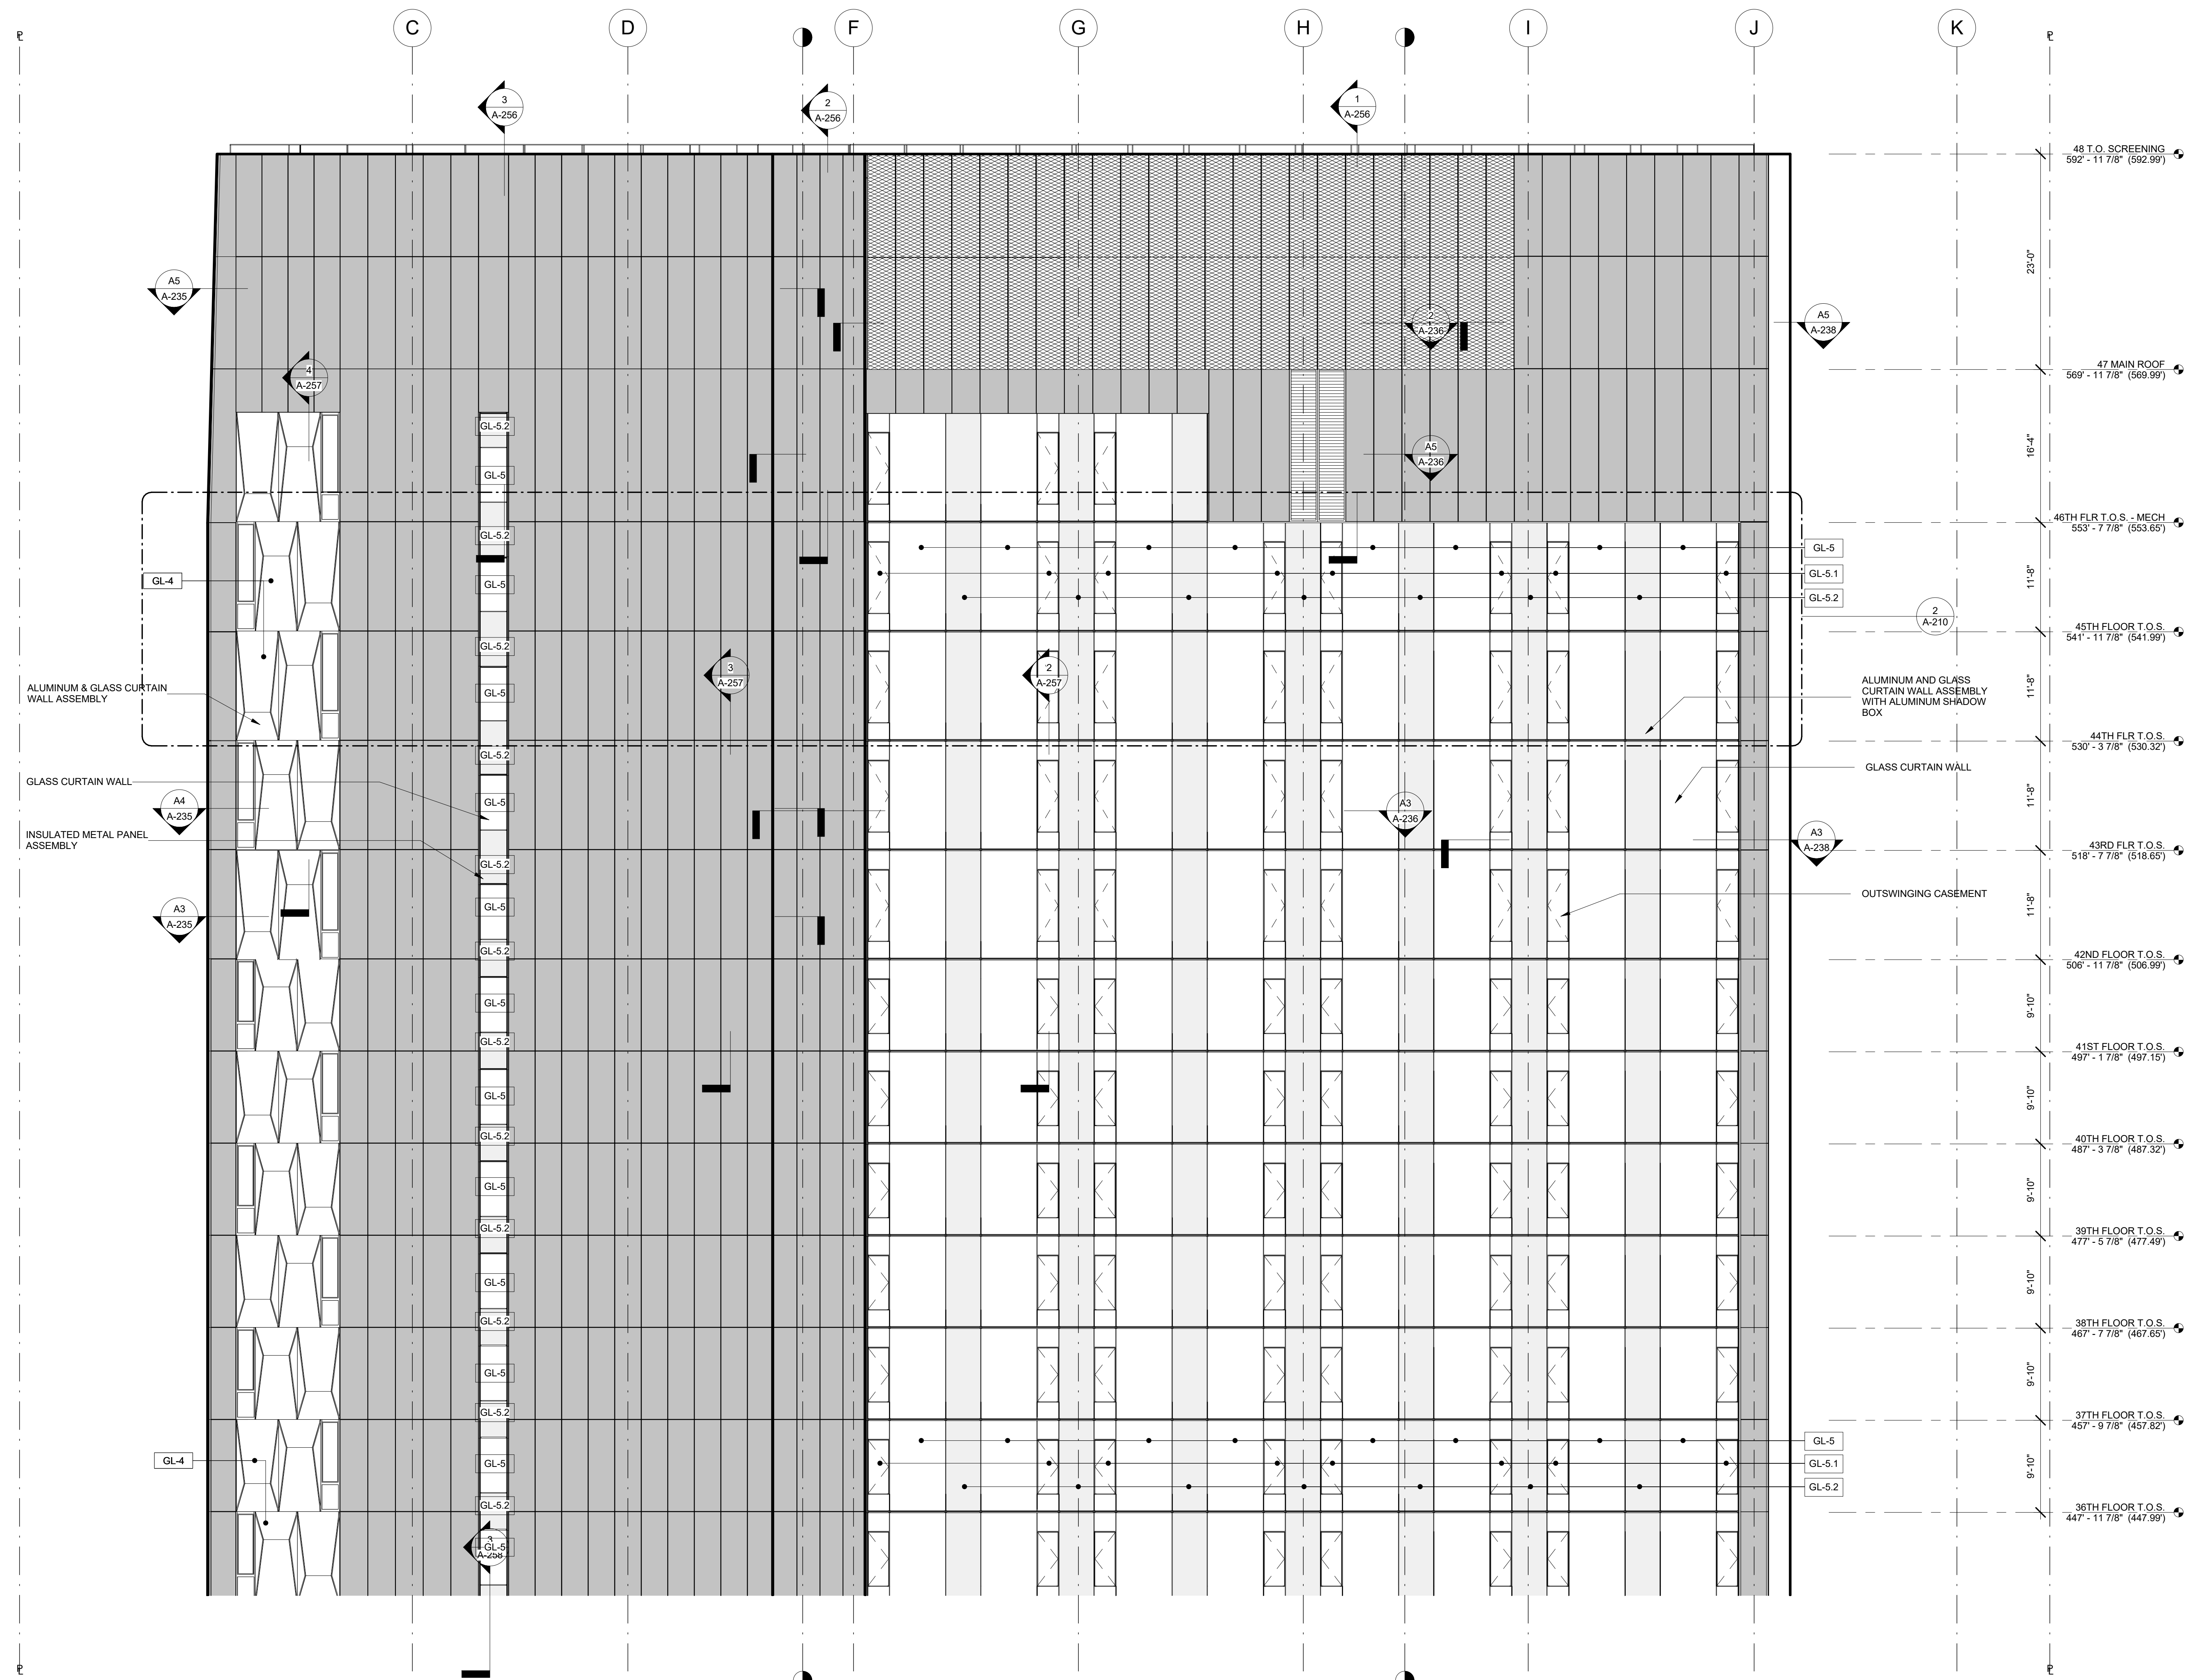 C
D
F
G
H
I
J
K
3
A-256
2
A-256
1
A-256
48 T.O. SCREENING
592' - 11 7/8" (592.99')
23'-0"
A5
A-235
2
A-236
A5
A-238
4
A-257
47 MAIN ROOF
569' - 11 7/8" (569.99')
GL-5.2
A5
A-236
16'-4"
GL-5
46TH FLR T.O.S. - MECH
553' - 7 7/8" (553.65')
GL-5.2
GL-5
GL-4
GL-5
GL-5.1
11'-8"
GL-5.2
2
A-210
45TH FLOOR T.O.S.
541' - 11 7/8" (541.99')
GL-5.2
3
A-257
2
A-257
GL-5
11'-8"
ALUMINUM & GLASS CURTAIN
WALL ASSEMBLY
ALUMINUM AND GLASS
CURTAIN WALL ASSEMBLY
WITH ALUMINUM SHADOW
BOX
44TH FLR T.O.S.
530' - 3 7/8" (530.32')
GL-5.2
GLASS CURTAIN WALL
GLASS CURTAIN WALL
A4
A-235
GL-5
A3
A-236
11'-8"
INSULATED METAL PANEL
ASSEMBLY
A3
A-238
43RD FLR T.O.S.
518' - 7 7/8" (518.65')
GL-5.2
OUTSWINGING CASEMENT
A3
A-235
GL-5
11'-8"
GL-5.2
42ND FLOOR T.O.S.
506' - 11 7/8" (506.99')
GL-5
9'-10"
GL-5.2
41ST FLOOR T.O.S.
497' - 1 7/8" (497.15')
GL-5
9'-10"
GL-5.2
40TH FLOOR T.O.S.
487' - 3 7/8" (487.32')
GL-5
9'-10"
GL-5.2
39TH FLOOR T.O.S.
477' - 5 7/8" (477.49')
GL-5
9'-10"
GL-5.2
38TH FLOOR T.O.S.
467' - 7 7/8" (467.65')
GL-5
9'-10"
GL-5.2
37TH FLOOR T.O.S.
457' - 9 7/8" (457.82')
GL-4
GL-5
GL-5
GL-5.1
9'-10"
GL-5.2
GL-5.2
36TH FLOOR T.O.S.
447' - 11 7/8" (447.99')
3
GL-5
A-258